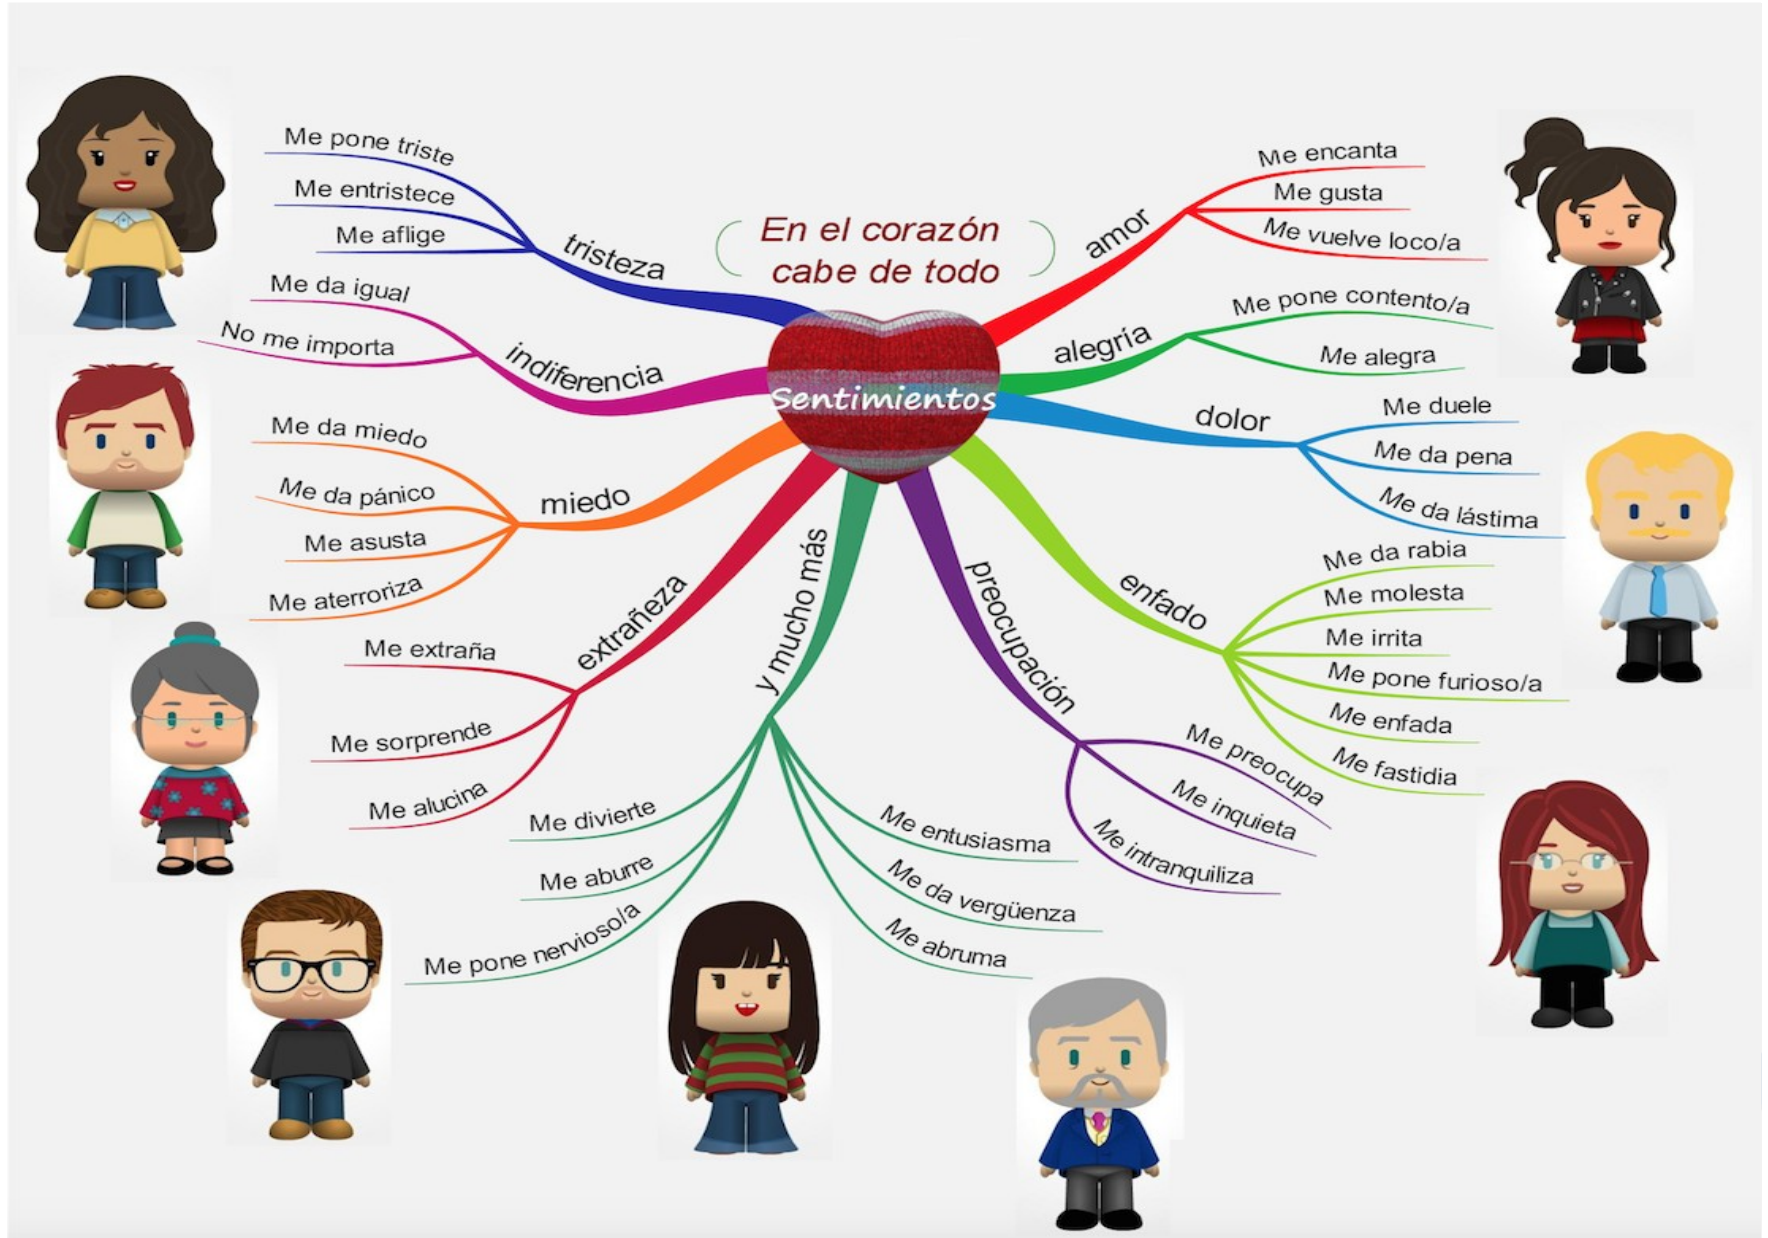 En el corazón
cabe de todo
Sentimientos
amor
Me encanta
Me gusta
Me vuelve loco/a
alegría
Me pone contento/a
Me alegra
dolor
Me duele
Me da pena
Me da lástima
enfado
Me da rabia
Me molesta
Me irrita
Me pone furioso/a
Me enfada
Me fastidia
preocupación
Me preocupa
Me inquieta
Me intranquiliza
y mucho más
Me entusiasma
Me da vergüenza
Me abruma
Me divierte
Me aburre
Me pone nervioso/a
extrañeza
Me extraña
Me sorprende
Me alucina
miedo
Me da miedo
Me da pánico
Me asusta
Me aterroriza
indiferencia
Me da igual
No me importa
tristeza
Me pone triste
Me entristece
Me aflige